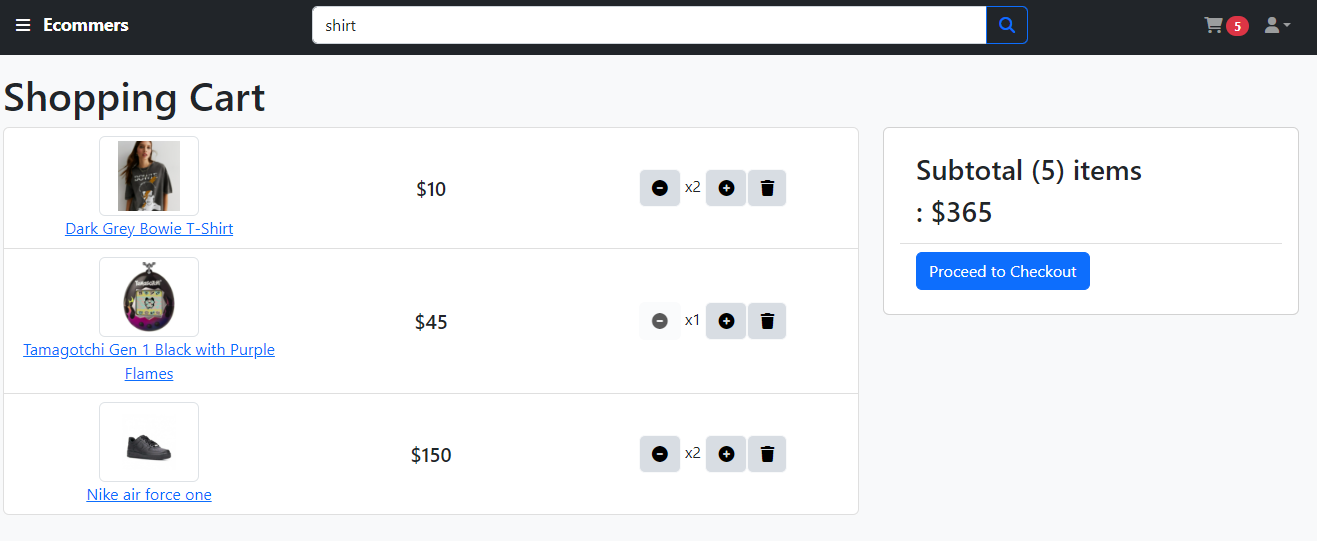 Ecommers
shirt
5
Shopping Cart
Dark Grey Bowie T-Shirt
$10
x2
Tamagotchi Gen 1 Black with Purple
Flames
$45
x1
Nike air force one
$150
x2
Subtotal (5) items
: $365
Proceed to Checkout